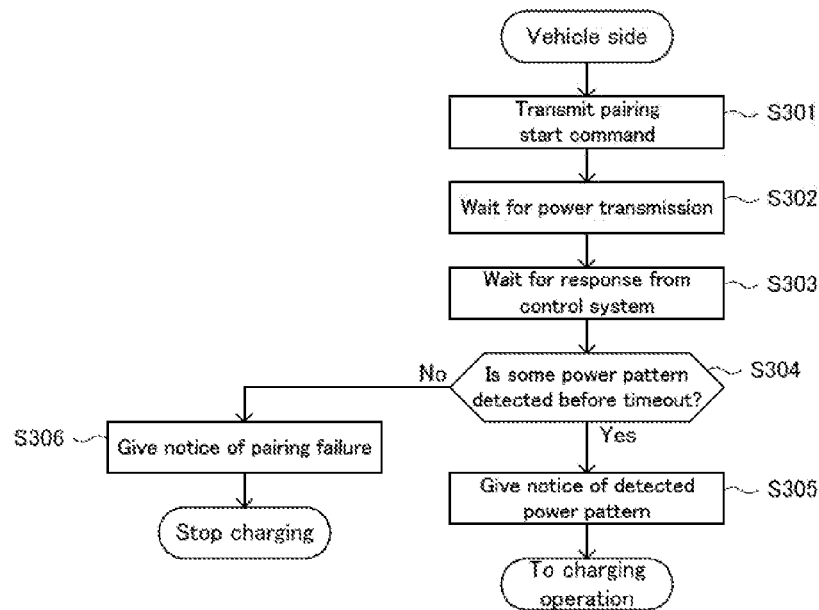 Vehicle side
Transmit pairing
start command
S301
Wait for power transmission
S302
Wait for response from
control system
S303
Is some power pattern
detected before timeout?
S304
No
Yes
Give notice of pairing failure
S306
Stop charging
Give notice of detected
power pattern
S305
To charging
operation